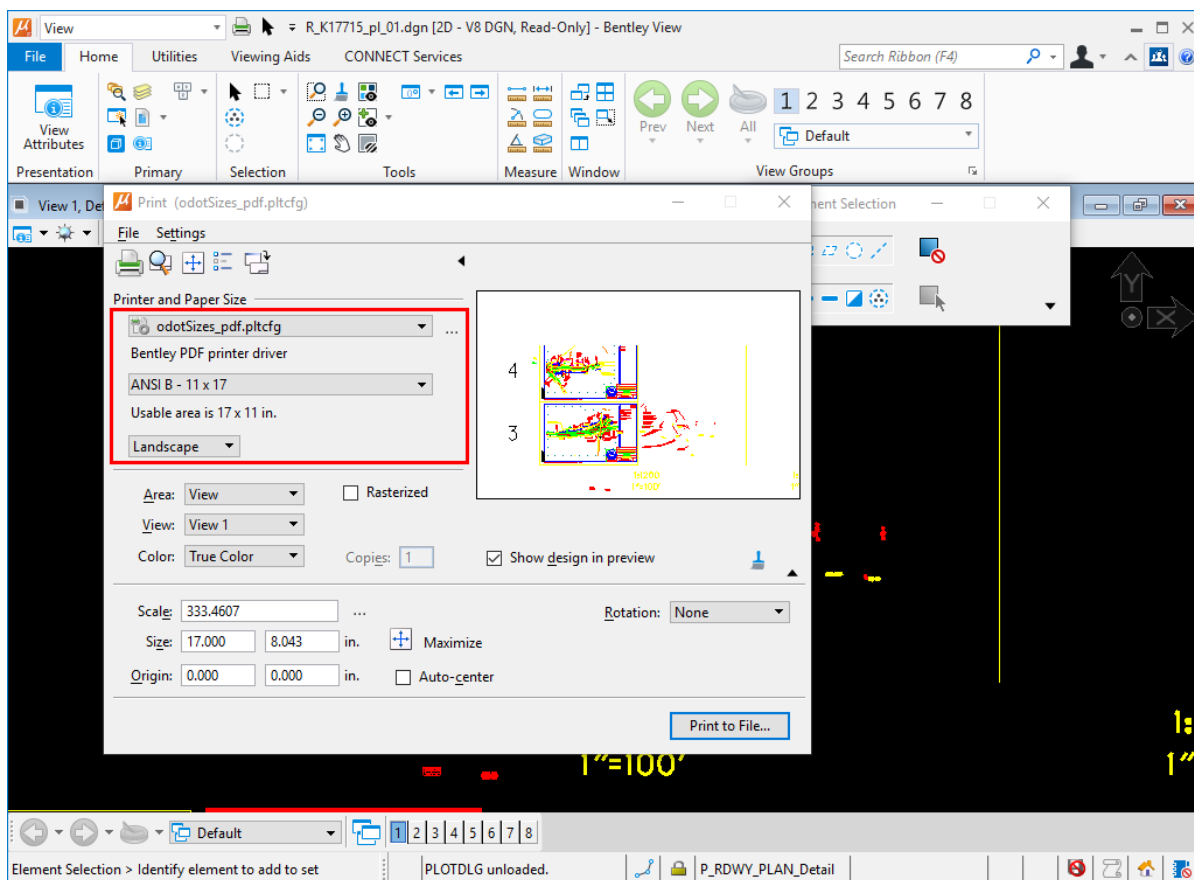 View
R_K17715_pl_01.dgn [2D - V8 DGN, Read-Only] - Bentley View
File Home Utilities Viewing Aids CONNECT Services
Search Ribbon (F4)
View
Attributes
Prev Next All
1 2 3 4 5 6 7 8
Default
Presentation Primary Selection Tools Measure Window View Groups
View 1, De
Print (odotSizes_pdf.pltcfg)
ment Selection
File Settings
Printer and Paper Size
odotSizes_pdf.pltcfg
...
Bentley PDF printer driver
ANSI B - 11 x 17
Usable area is 17 x 11 in.
Landscape
4
3
1:1200
1"=100'
Area: View
Rasterized
View: View 1
Color: True Color
Copies: 1
Show design in preview
Scale: 333.4607
...
Rotation: None
Size: 17.000 8.043 in.
Maximize
Origin: 0.000 0.000 in.
Auto-center
Print to File...
1:
1"=100'
1"
Default
1 2 3 4 5 6 7 8
Element Selection > Identify element to add to set
PLOTDLG unloaded.
P_RDWY_PLAN_Detail